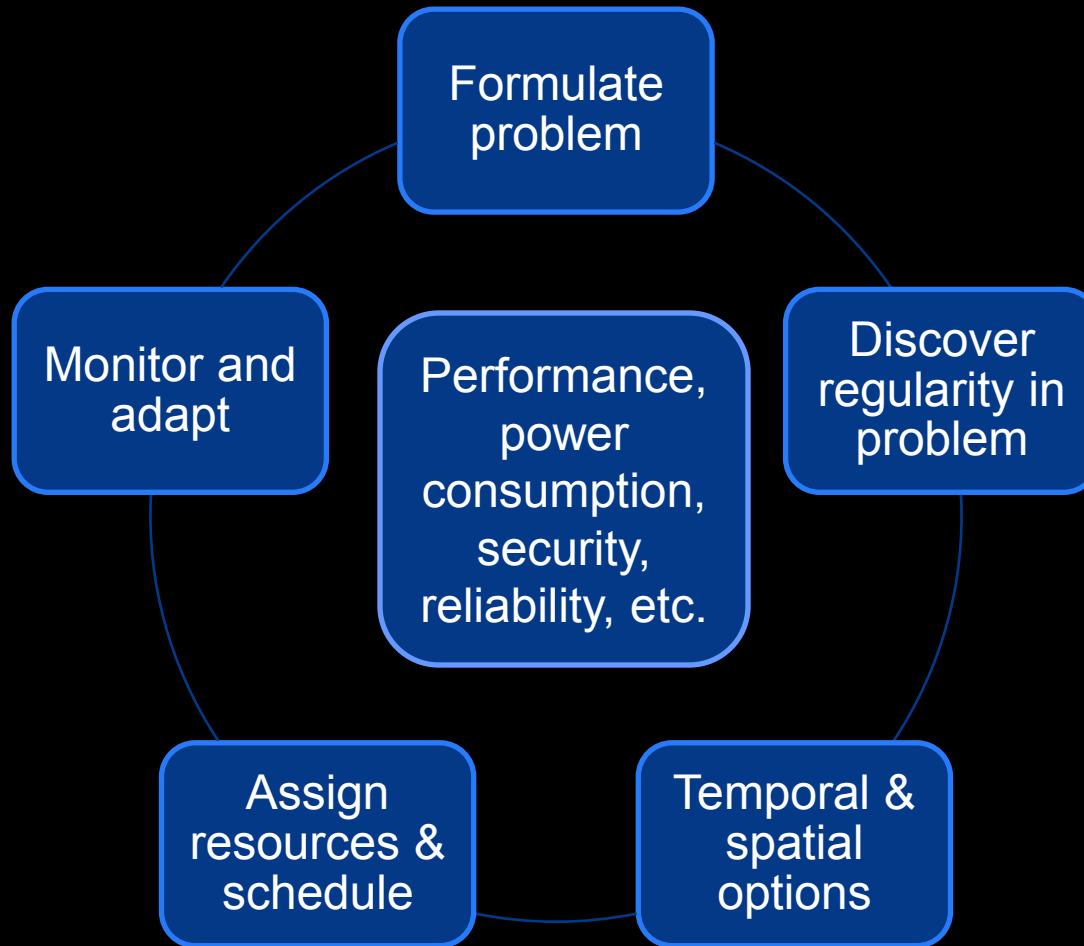 Formulate
problem
Discover
regularity in
problem
Temporal &
spatial
options
Assign
resources &
schedule
Monitor and
adapt
Performance,
power
consumption,
security,
reliability, etc.